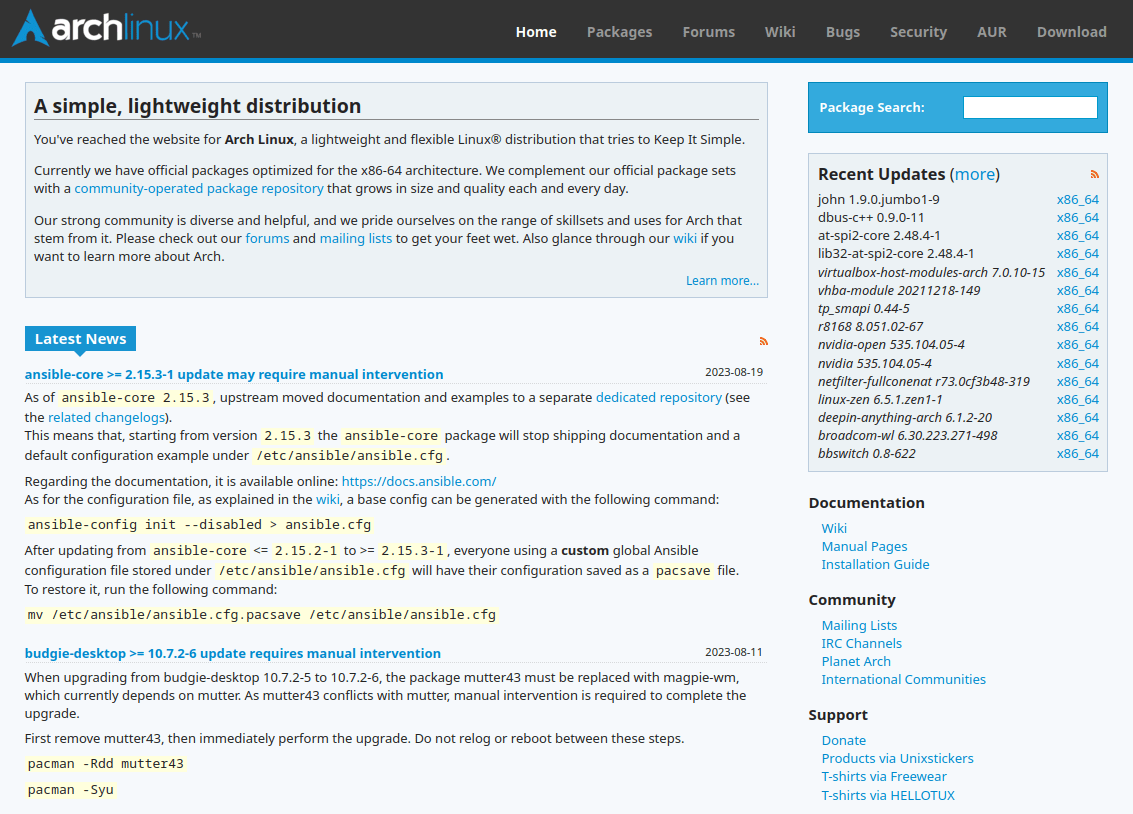 archlinux™
Home Packages Forums Wiki Bugs Security AUR Download
A simple, lightweight distribution
You've reached the website for Arch Linux, a lightweight and flexible Linux® distribution that tries to Keep It Simple.
Currently we have official packages optimized for the x86-64 architecture. We complement our official package sets
with a community-operated package repository that grows in size and quality each and every day.
Our strong community is diverse and helpful, and we pride ourselves on the range of skillsets and uses for Arch that
stem from it. Please check out our forums and mailing lists to get your feet wet. Also glance through our wiki if you
want to learn more about Arch.
Learn more...
Latest News
ansible-core >= 2.15.3-1 update may require manual intervention 2023-08-19
As of ansible-core 2.15.3, upstream moved documentation and examples to a separate dedicated repository (see
the related changelogs).
This means that, starting from version 2.15.3 the ansible-core package will stop shipping documentation and a
default configuration example under /etc/ansible/ansible.cfg.
Regarding the documentation, it is available online: https://docs.ansible.com/
As for the configuration file, as explained in the wiki, a base config can be generated with the following command:
ansible-config init --disabled > ansible.cfg
After updating from ansible-core <= 2.15.2-1 to >= 2.15.3-1, everyone using a custom global Ansible
configuration file stored under /etc/ansible/ansible.cfg will have their configuration saved as a pacsave file.
To restore it, run the following command:
mv /etc/ansible/ansible.cfg.pacsave /etc/ansible/ansible.cfg
budgie-desktop >= 10.7.2-6 update requires manual intervention 2023-08-11
When upgrading from budgie-desktop 10.7.2-5 to 10.7.2-6, the package mutter43 must be replaced with magpie-wm,
which currently depends on mutter. As mutter43 conflicts with mutter, manual intervention is required to complete the
upgrade.
First remove mutter43, then immediately perform the upgrade. Do not relog or reboot between these steps.
pacman -Rdd mutter43
pacman -Syu
Package Search:
Recent Updates (more)
john 1.9.0.jumbo1-9 x86_64
dbus-c++ 0.9.0-11 x86_64
at-spi2-core 2.48.4-1 x86_64
lib32-at-spi2-core 2.48.4-1 x86_64
virtualbox-host-modules-arch 7.0.10-15 x86_64
vhba-module 20211218-149 x86_64
tp_smapi 0.44-5 x86_64
r8168 8.051.02-67 x86_64
nvidia-open 535.104.05-4 x86_64
nvidia 535.104.05-4 x86_64
netfilter-fullconenat r73.0cf3b48-319 x86_64
linux-zen 6.5.1.zen1-1 x86_64
deepin-anything-arch 6.1.2-20 x86_64
broadcom-wl 6.30.223.271-498 x86_64
bbswitch 0.8-622 x86_64
Documentation
Wiki
Manual Pages
Installation Guide
Community
Mailing Lists
IRC Channels
Planet Arch
International Communities
Support
Donate
Products via Unixstickers
T-shirts via Freewear
T-shirts via HELLOTUX